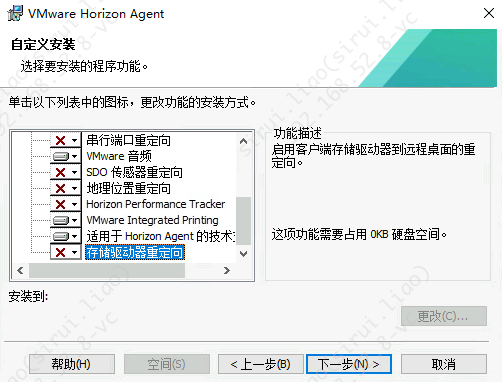 VMware Horizon Agent
自定义安装
选择要安装的程序功能。
单击以下列表中的图标，更改功能的安装方式。
串行端口重定向
VMware 音频
SDO 传感器重定向
地理位置重定向
Horizon Performance Tracker
VMware Integrated Printing
适用于 Horizon Agent 的技术支
存储驱动器重定向
功能描述
启用客户端存储驱动器到远程桌面的重
定向。
这项功能需要占用 0KB 硬盘空间。
安装到:
更改(C)...
帮助(H)
空间(S)
< 上一步(B)
下一步(N) >
取消